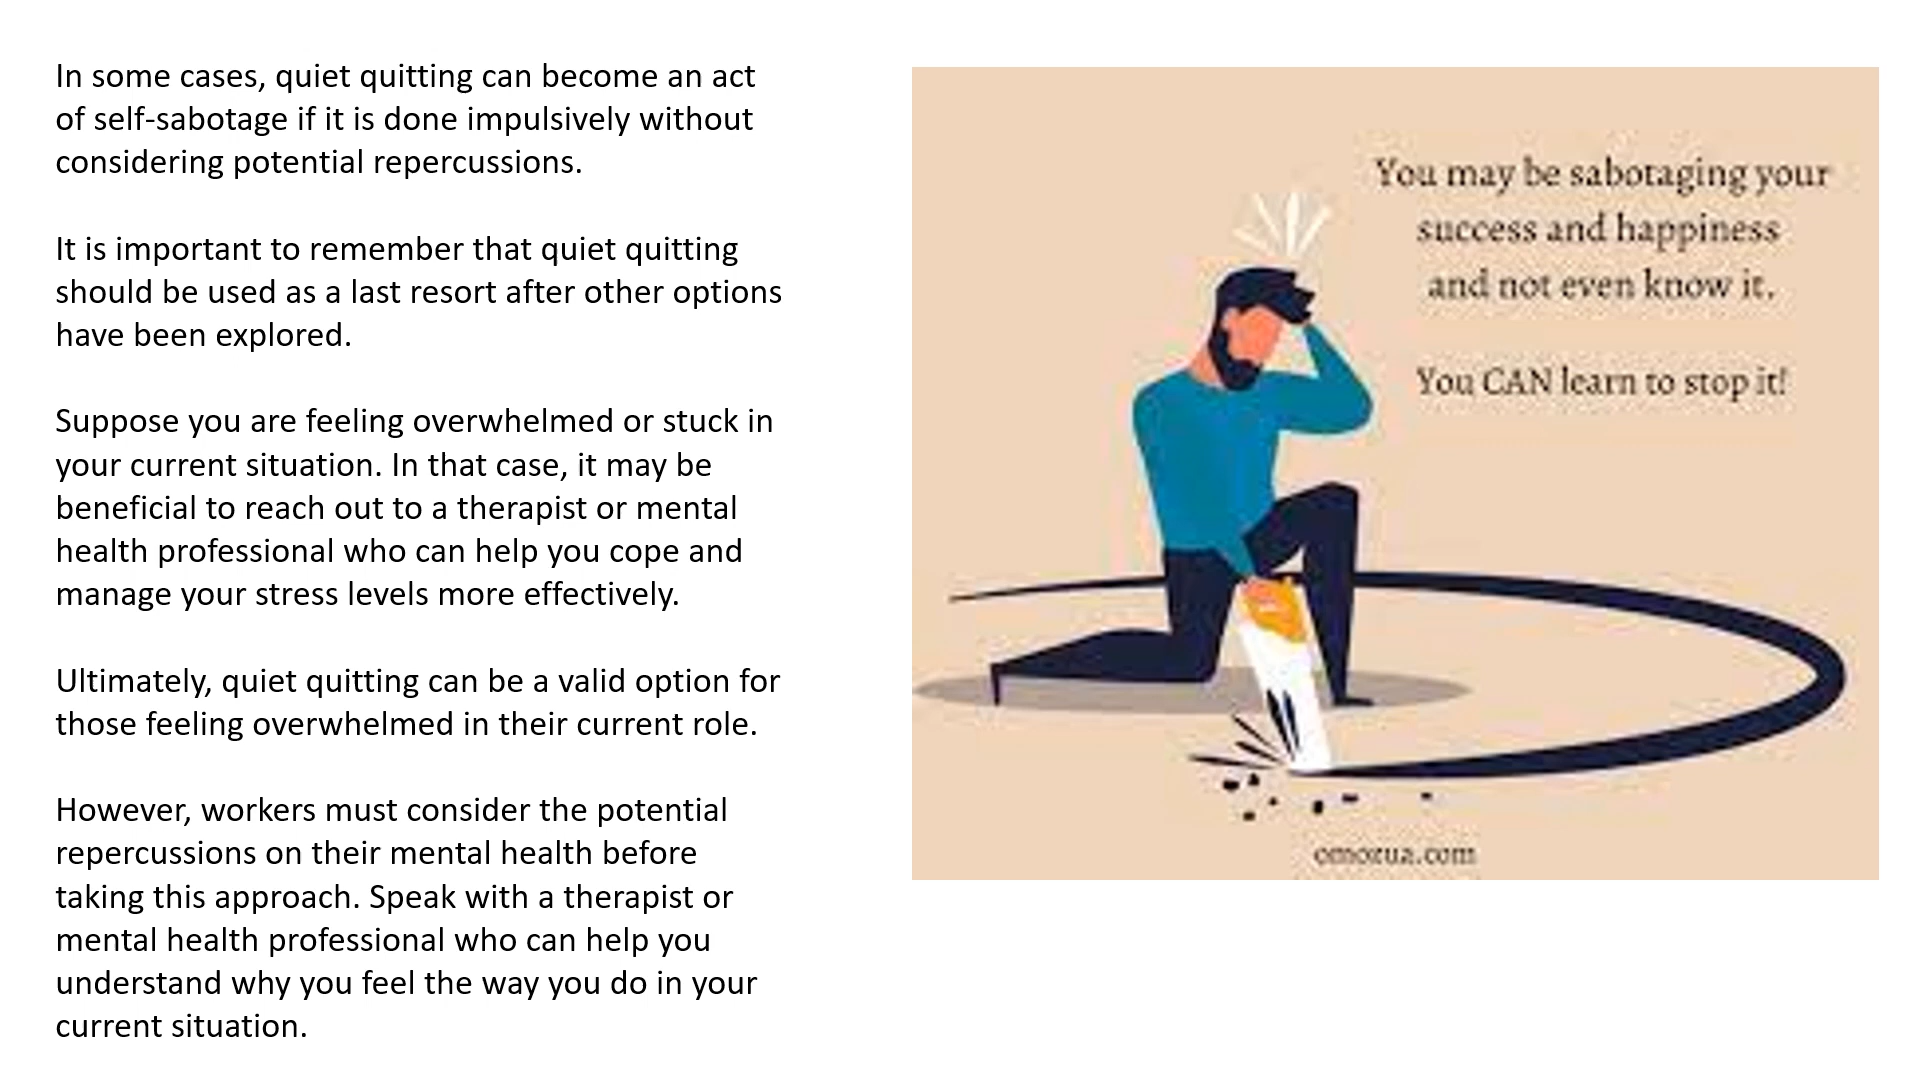 In some cases, quiet quitting can become an act
of self-sabotage if it is done impulsively without
considering potential repercussions.
It is important to remember that quiet quitting
should be used as a last resort after other options
have been explored.
Suppose you are feeling overwhelmed or stuck in
your current situation. In that case, it may be
beneficial to reach out to a therapist or mental
health professional who can help you cope and
manage your stress levels more effectively.
Ultimately, quiet quitting can be a valid option for
those feeling overwhelmed in their current role.
However, workers must consider the potential
repercussions on their mental health before
taking this approach. Speak with a therapist or
mental health professional who can help you
understand why you feel the way you do in your
current situation.
You may be sabotaging your
success and happiness
and not even know it.
You CAN learn to stop it!
omozua.com